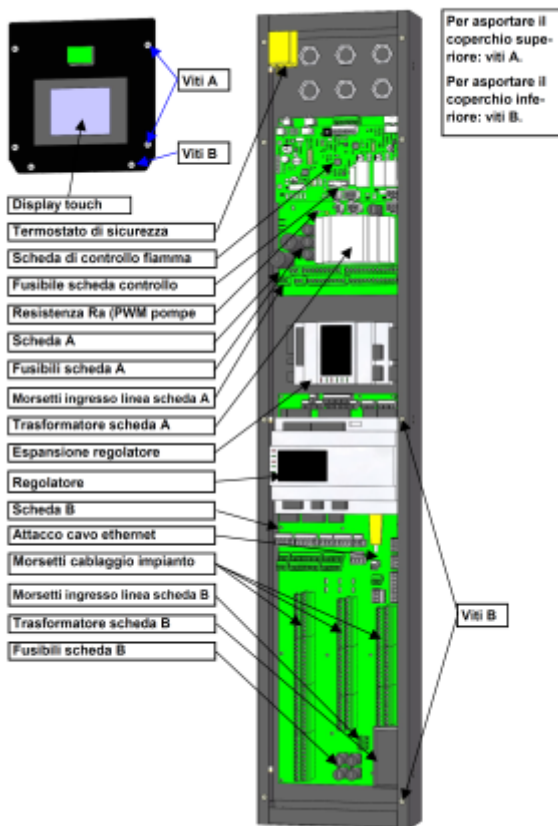 Viti A
Viti B
Display touch
Termostato di sicurezza
Scheda di controllo fiamma
Fusibile scheda controllo
Resistenza Ra (PWM pompe
Scheda A
Fusibili scheda A
Morsetti ingresso linea scheda A
Trasformatore scheda A
Espansione regolatore
Regolatore
Scheda B
Attacco cavo ethernet
Morsetti cablaggio impianto
Morsetti ingresso linea scheda B
Trasformatore scheda B
Fusibili scheda B
Per asportare il
coperchio supe-
riore: viti A.
Per asportare il
coperchio infe-
riore: viti B.
Viti B